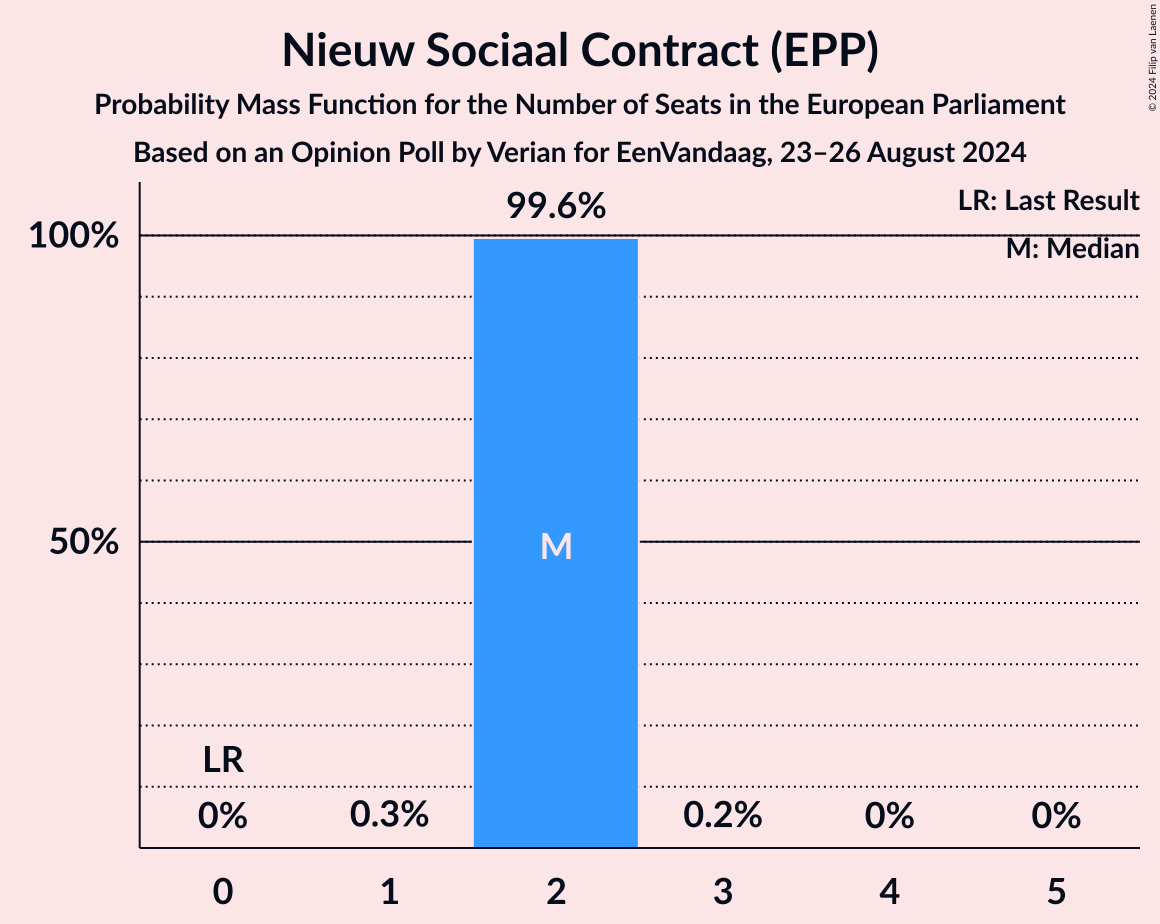 Nieuw Sociaal Contract (EPP)
Probability Mass Function for the Number of Seats in the European Parliament
Based on an Opinion Poll by Verian for EenVandaag, 23–26 August 2024
© 2024 Filip van Laenen
LR: Last Result
M: Median
99.6%
100%
50%
M
LR
0%
0.3%
0.2%
0%
0%
0 1 2 3 4 5